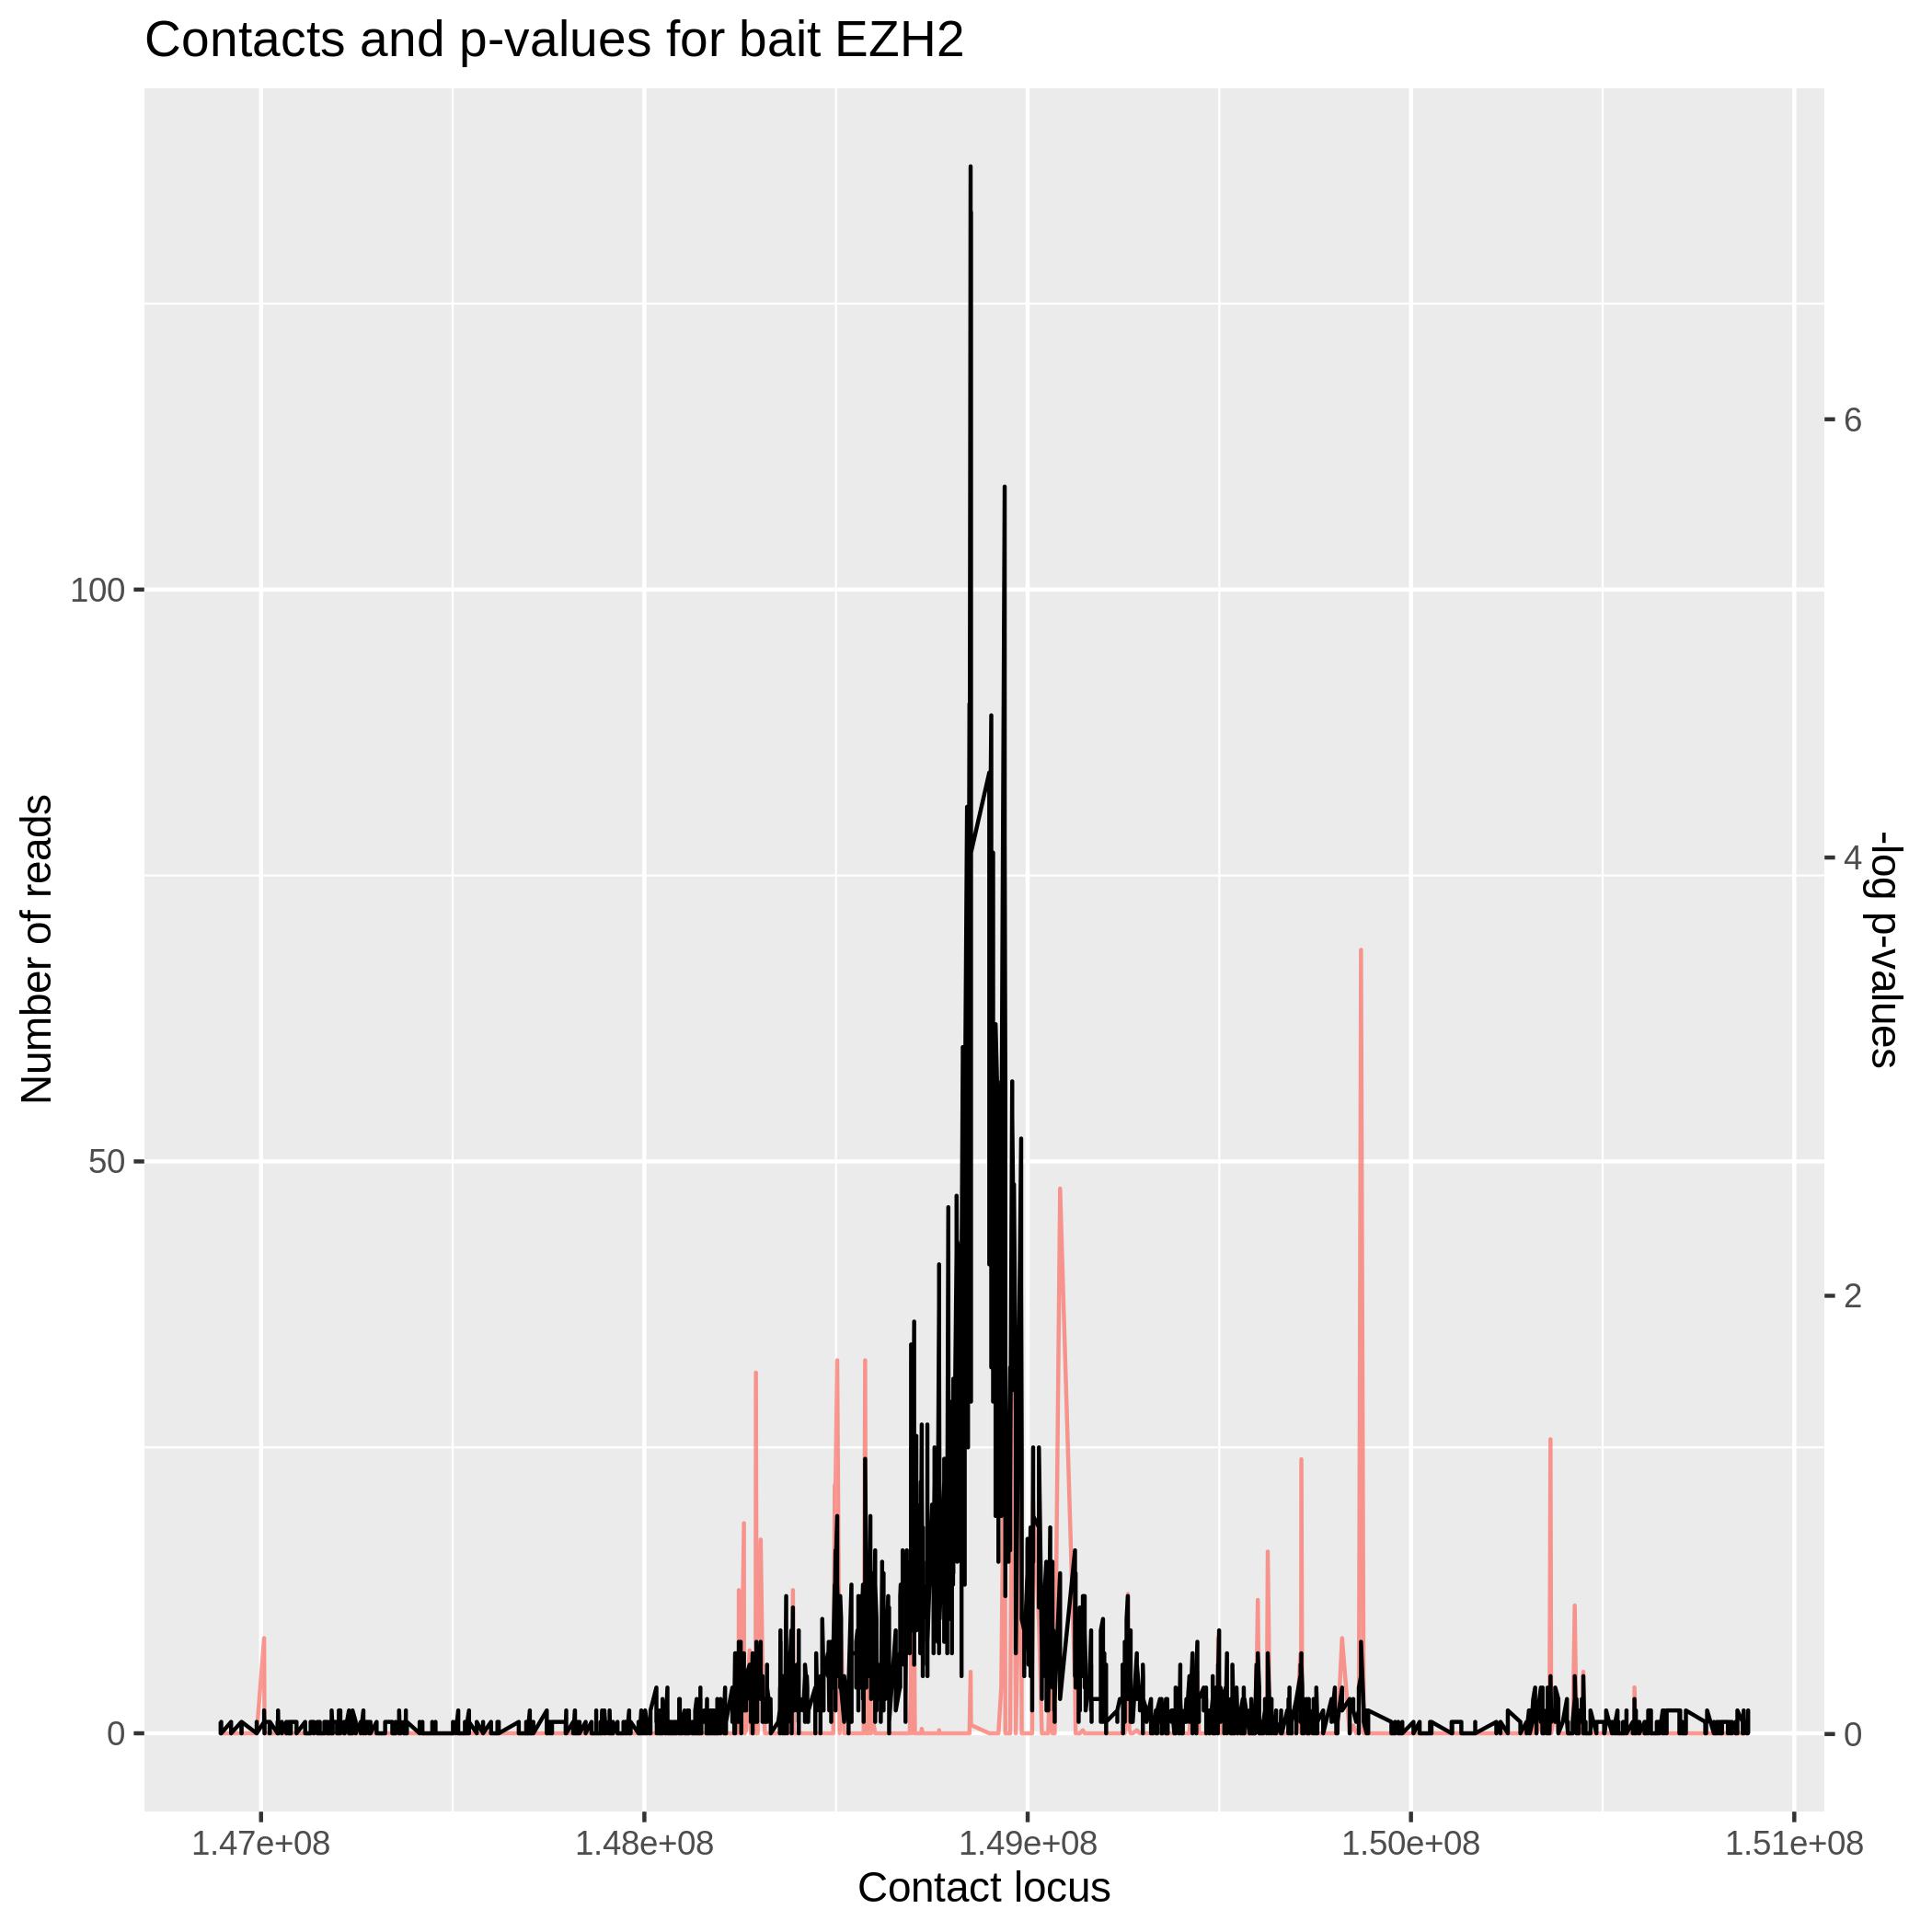 Contacts and p-values for bait EZH2
Number of reads
100
50
0
6
4
2
0
-log p-values
1.47e+08
1.48e+08
1.49e+08
1.50e+08
1.51e+08
Contact locus